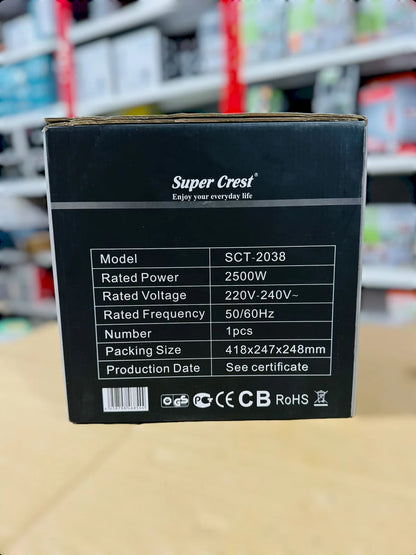 Super Crest®
Enjoy your everyday life
Model SCT-2038
Rated Power 2500W
Rated Voltage 220V-240V~
Rated Frequency 50/60Hz
Number 1pcs
Packing Size 418x247x248mm
Production Date See certificate
GS CE CB RoHS